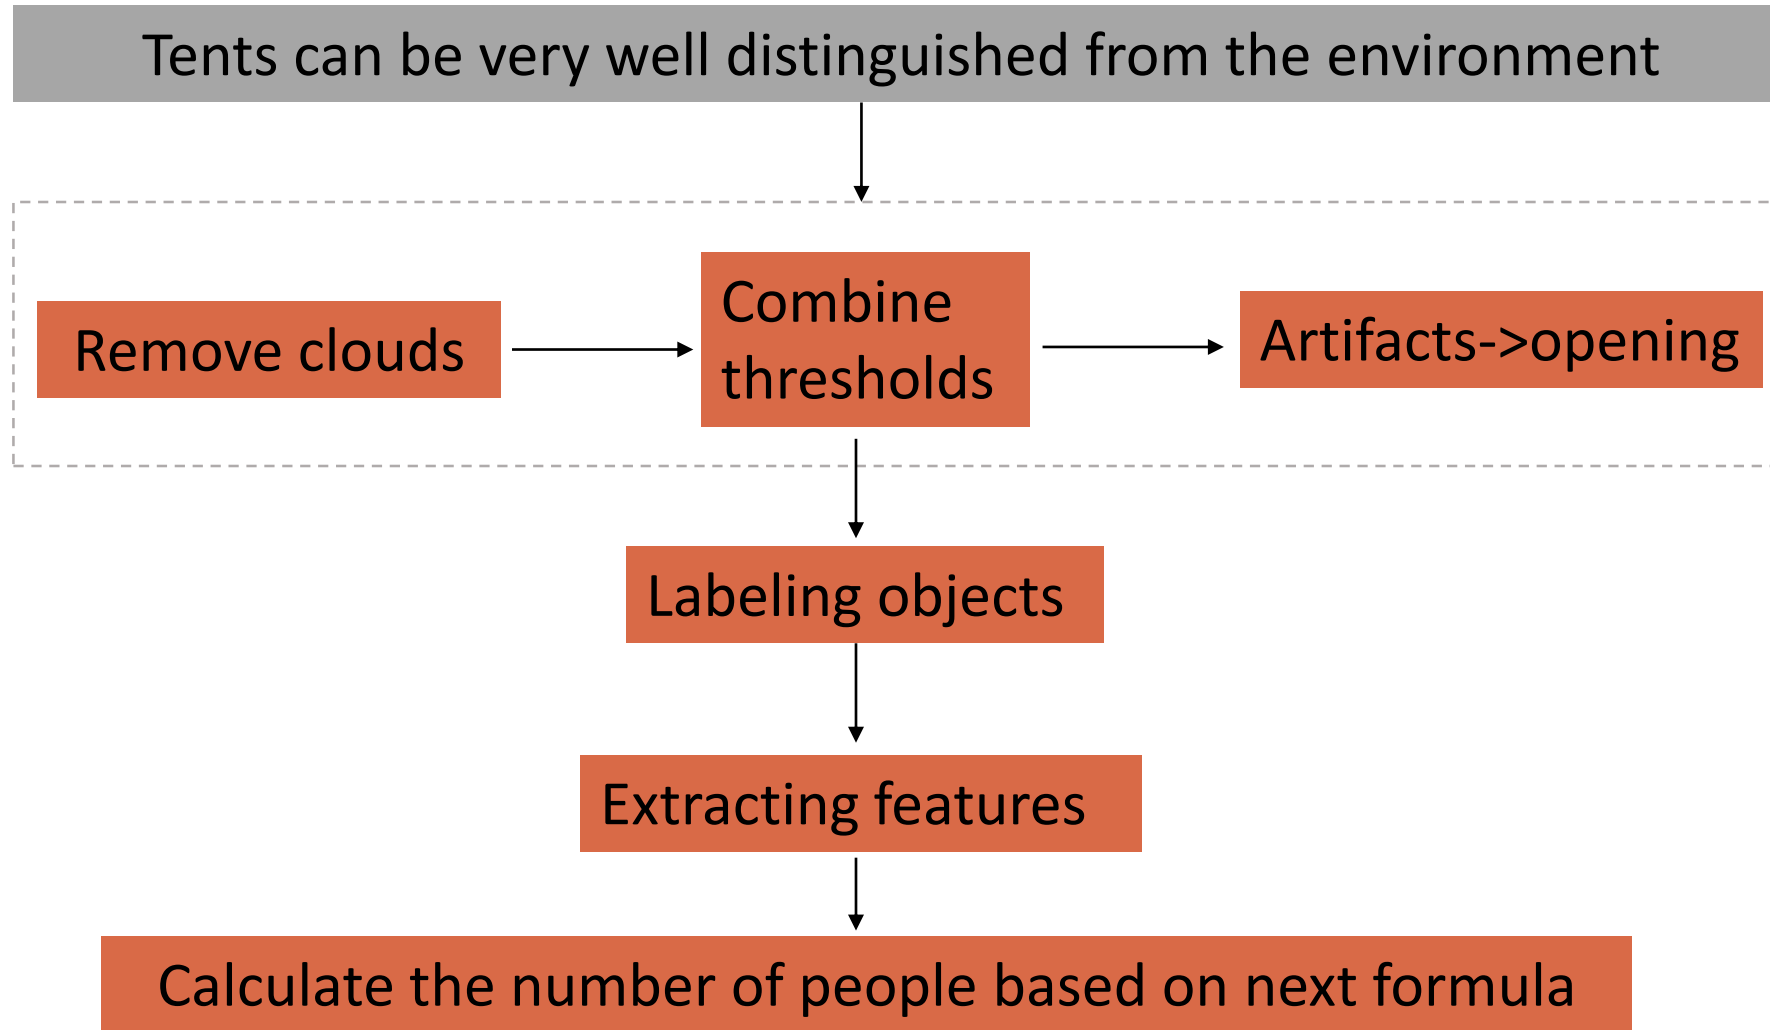 Tents can be very well distinguished from the environment
Remove clouds
Combine
thresholds
Artifacts->opening
Labeling objects
Extracting features
Calculate the number of people based on next formula